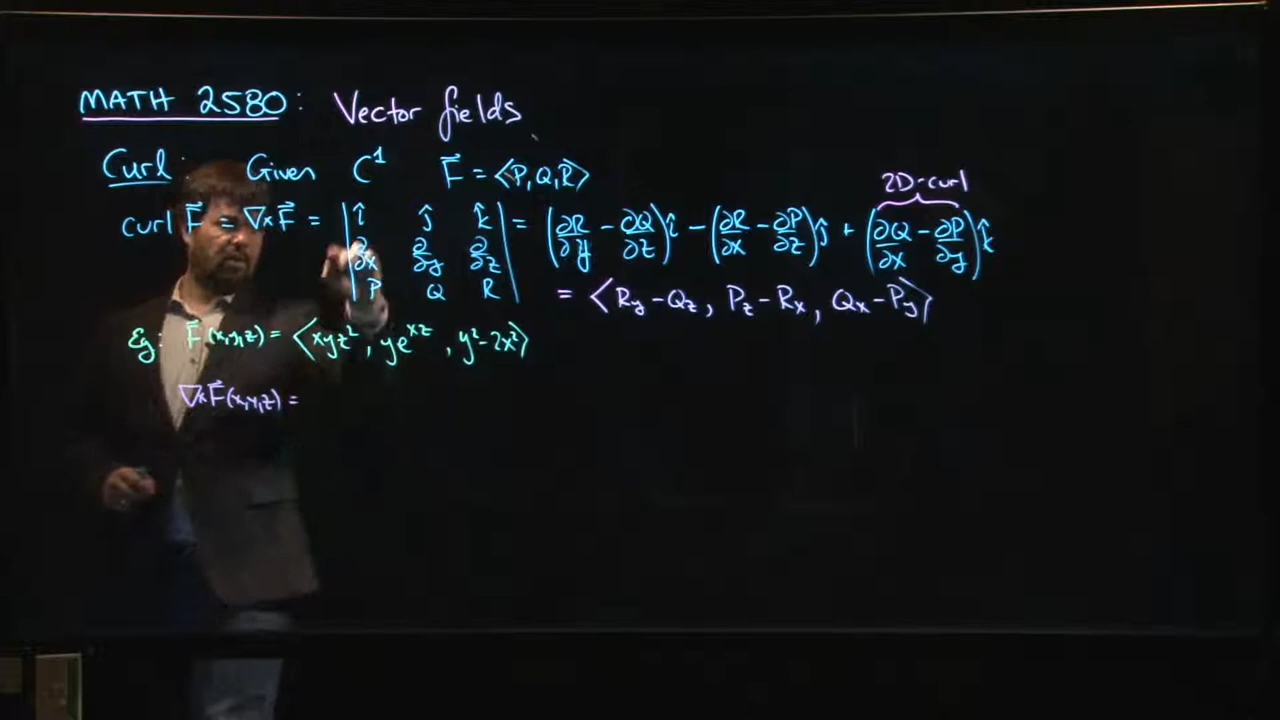 MATH 2580: Vector fields
Curl: Given C¹ F⃗ = ⟨P, Q, R⟩
2D-curl
curl F⃗ = ∇×F⃗ = | î ĵ k̂ | = (∂R/∂y − ∂Q/∂z) î − (∂R/∂x − ∂P/∂z) ĵ + (∂Q/∂x − ∂P/∂y) k̂
∂/∂x ∂/∂y ∂/∂z
P Q R
= ⟨R_y − Q_z, P_z − R_x, Q_x − P_y⟩
Eg: F⃗(x,y,z) = ⟨xyz², ye^{xz}, y²−2x²⟩
∇×F⃗(x,y,z) =